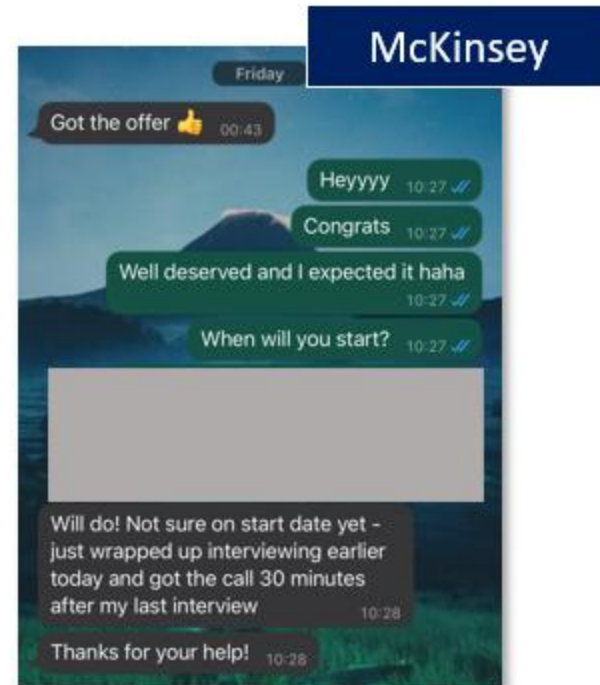 McKinsey
Friday
Got the offer 👍 00:43
Heyyyy 10:27
Congrats 10:27
Well deserved and I expected it haha
10:27
When will you start? 10:27
Will do! Not sure on start date yet -
just wrapped up interviewing earlier
today and got the call 30 minutes
after my last interview 10:28
Thanks for your help! 10:28